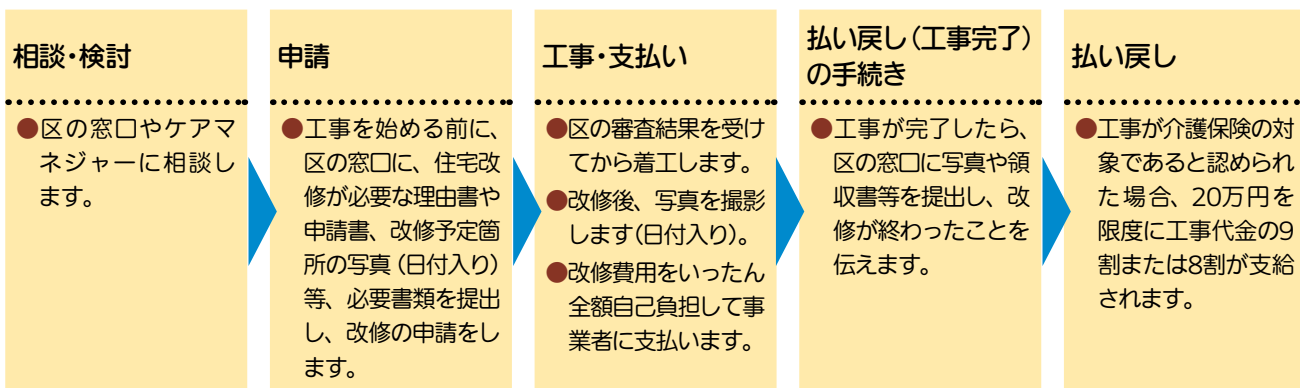 相談・検討
●区の窓口やケアマ
ネジャーに相談し
ます。
申請
●工事を始める前に、
区の窓口に、住宅改
修が必要な理由書や
申請書、改修予定箇
所の写真（日付入り）
等、必要書類を提出
し、改修の申請をし
ます。
工事・支払い
●区の審査結果を受け
てから着工します。
●改修後、写真を撮影
します（日付入り）。
●改修費用をいったん
全額自己負担して事
業者に支払います。
払い戻し（工事完了）
の手続き
●工事が完了したら、
区の窓口に写真や領
収書等を提出し、改
修が終わったことを
伝えます。
払い戻し
●工事が介護保険の対
象であると認められ
た場合、20万円を
限度に工事代金の9
割または8割が支給
されます。